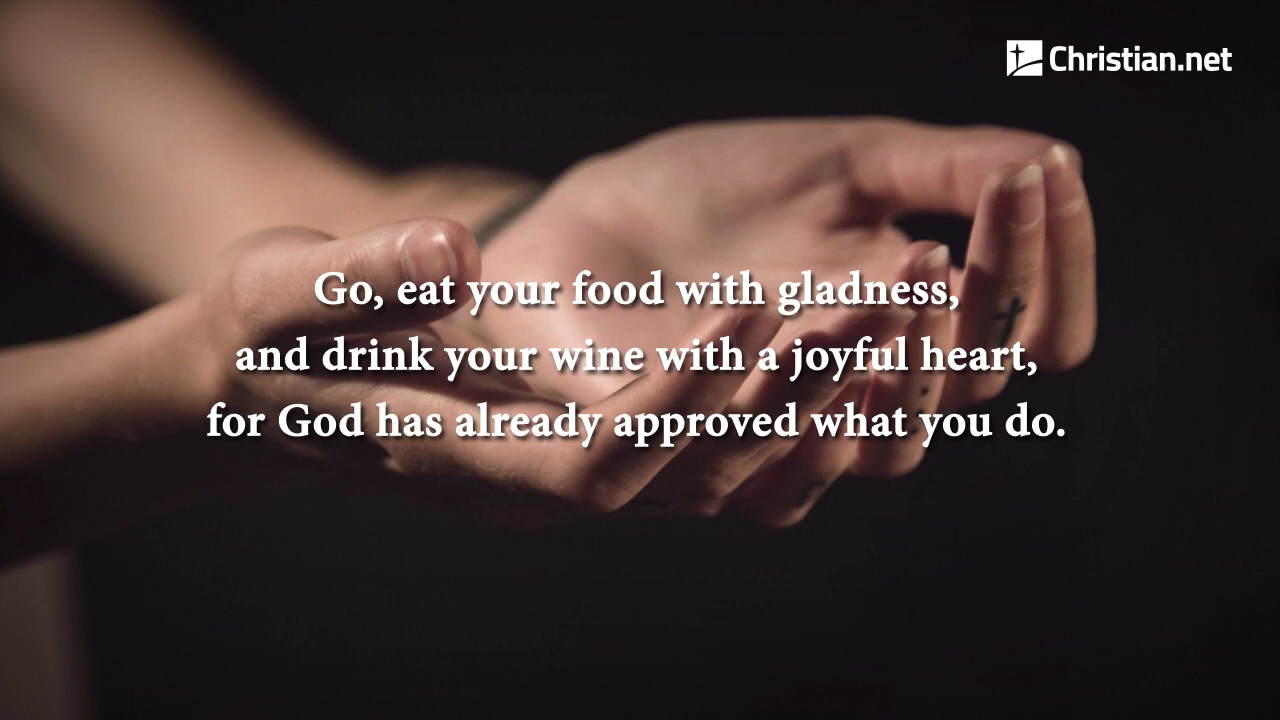 Christian.net
Go, eat your food with gladness,
and drink your wine with a joyful heart,
for God has already approved what you do.